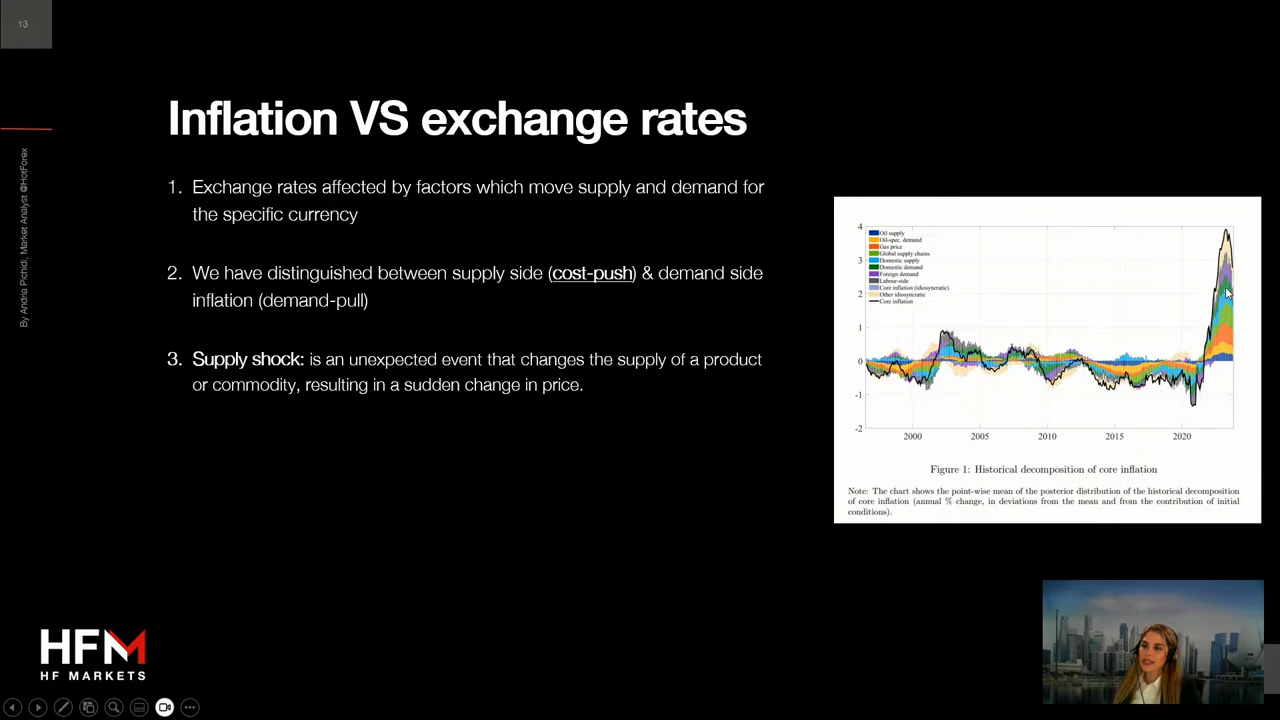 13
By Andria Pichidi, Market Analyst @HotForex
Inflation VS exchange rates
1. Exchange rates affected by factors which move supply and demand for
the specific currency
2. We have distinguished between supply side (cost-push) & demand side
inflation (demand-pull)
3. Supply shock: is an unexpected event that changes the supply of a product
or commodity, resulting in a sudden change in price.
4
3
2
1
0
-1
-2
Oil supply
Oil-spec. demand
Gas price
Global supply chains
Domestic supply
Domestic demand
Foreign demand
Labour-side
Core inflation (idiosyncratic)
Other idiosyncratic
Core inflation
2000 2005 2010 2015 2020
Figure 1: Historical decomposition of core inflation
Note: The chart shows the point-wise mean of the posterior distribution of the historical decomposition
of core inflation (annual % change, in deviations from the mean and from the contribution of initial
conditions).
HFM
HF MARKETS